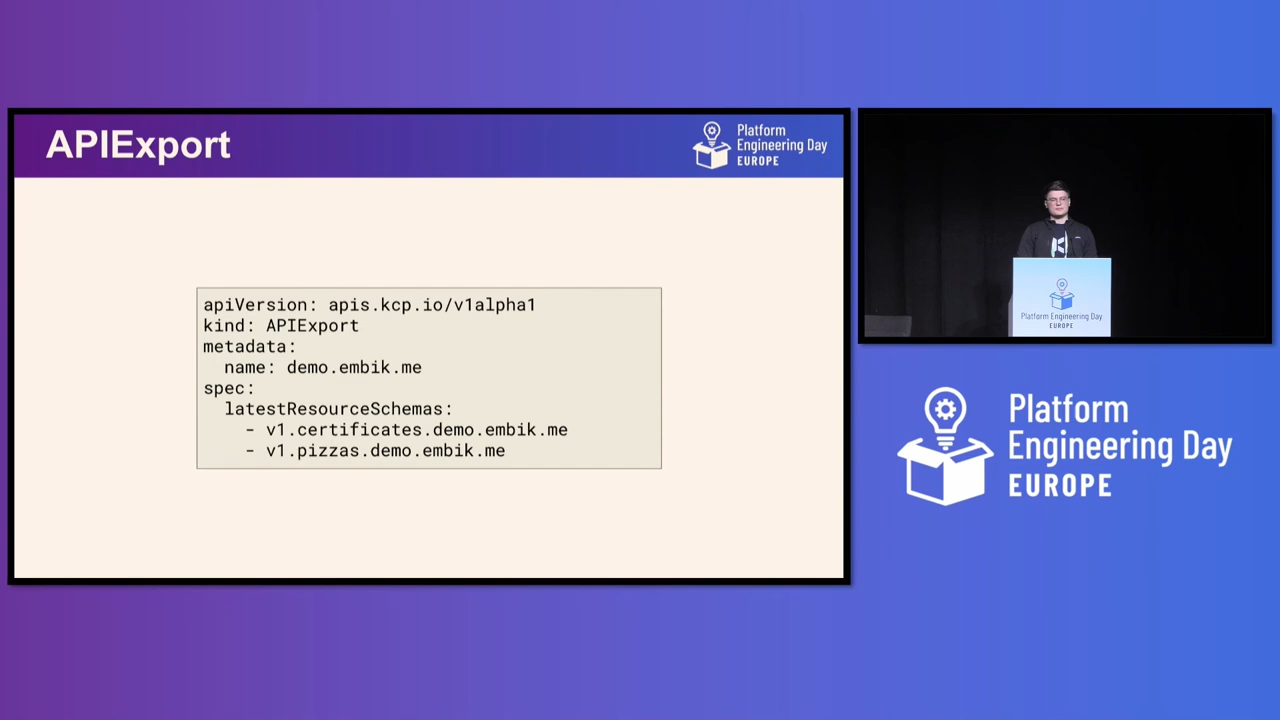 APIExport
Platform
Engineering Day
EUROPE
apiVersion: apis.kcp.io/v1alpha1
kind: APIExport
metadata:
  name: demo.embik.me
spec:
  latestResourceSchemas:
    - v1.certificates.demo.embik.me
    - v1.pizzas.demo.embik.me
Platform Engineering Day
EUROPE
Platform
Engineering Day
EUROPE